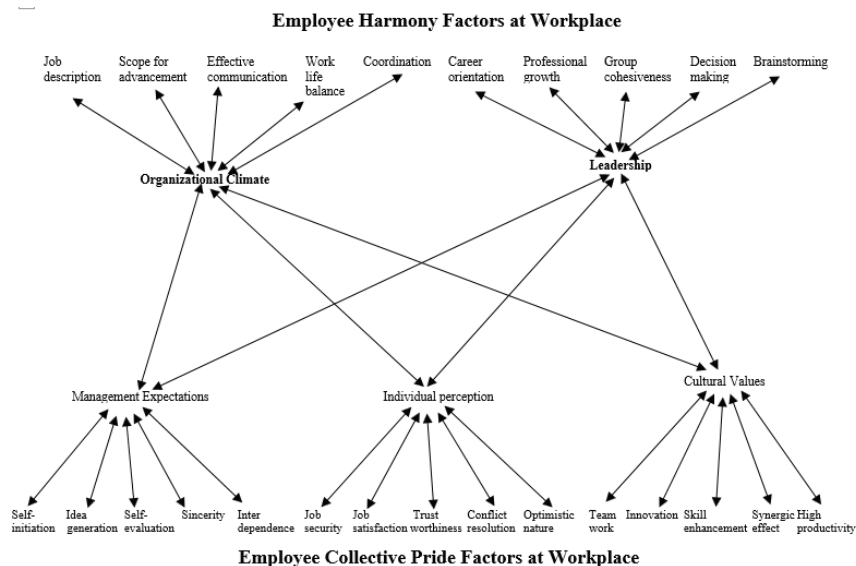 Employee Harmony Factors at Workplace
Job
description
Scope for
advancement
Effective
communication
Work
life
balance
Coordination
Career
orientation
Professional
growth
Group
cohesiveness
Decision
making
Brainstorming
Organizational Climate
Leadership
Management Expectations
Individual perception
Cultural Values
Self-
initiation
Idea
generation
Self-
evaluation
Sincerity
Inter
dependence
Job
security
Job
satisfaction
Trust
worthiness
Conflict
resolution
Optimistic
nature
Team
work
Innovation
Skill
enhancement
Synergic
effect
High
productivity
Employee Collective Pride Factors at Workplace